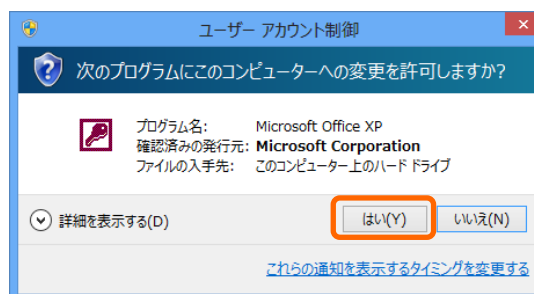 ユーザー アカウント制御
次のプログラムにこのコンピューターへの変更を許可しますか?
プログラム名: Microsoft Office XP
確認済みの発行元: Microsoft Corporation
ファイルの入手先: このコンピューター上のハード ドライブ
詳細を表示する(D) はい(Y) いいえ(N)
これらの通知を表示するタイミングを変更する